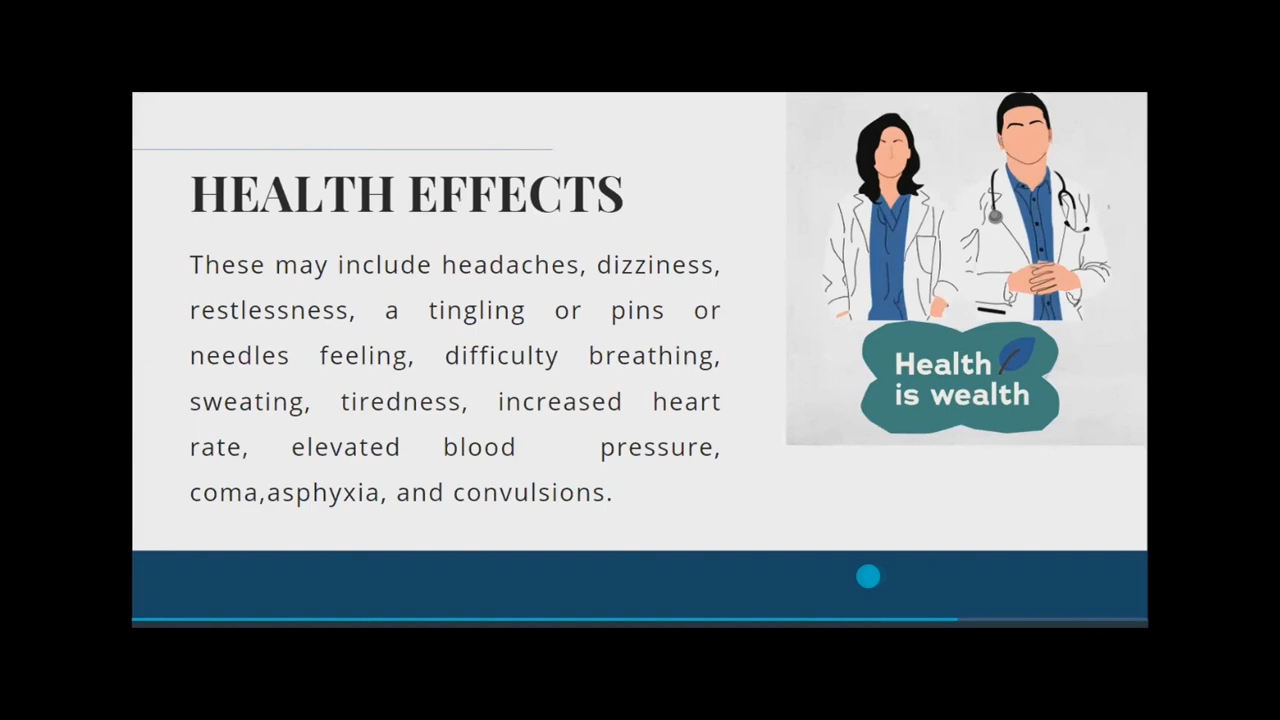 HEALTH EFFECTS
These may include headaches, dizziness,
restlessness, a tingling or pins or
needles feeling, difficulty breathing,
sweating, tiredness, increased heart
rate, elevated blood pressure,
coma,asphyxia, and convulsions.
Health
is wealth